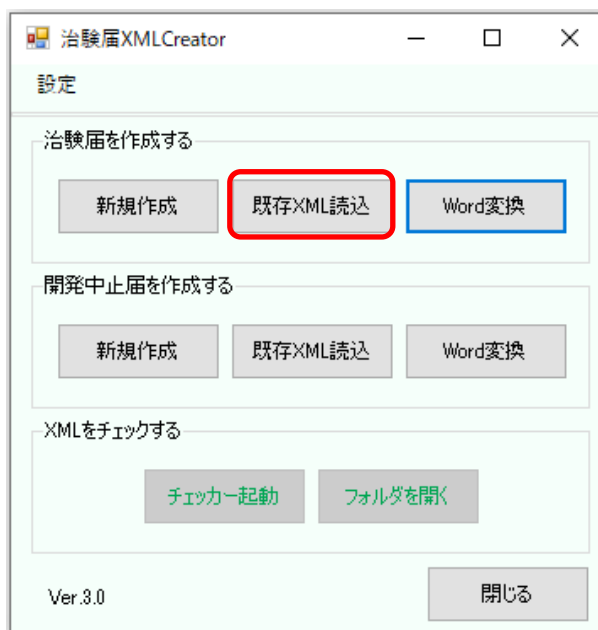 治験届XMLCreator
設定
治験届を作成する
新規作成 既存XML読込 Word変換
開発中止届を作成する
新規作成 既存XML読込 Word変換
XMLをチェックする
チェッカー起動 フォルダを開く
Ver.3.0 閉じる